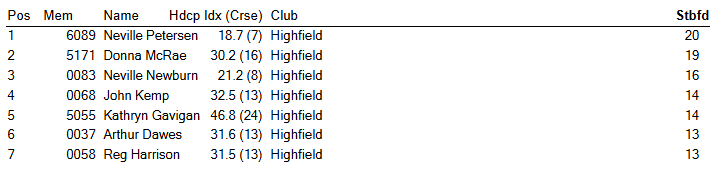 Pos Mem Name Hdcp Idx (Crse) Club Stbfd
1 6089 Neville Petersen 18.7 (7) Highfield 20
2 5171 Donna McRae 30.2 (16) Highfield 19
3 0083 Neville Newburn 21.2 (8) Highfield 16
4 0068 John Kemp 32.5 (13) Highfield 14
5 5055 Kathryn Gavigan 46.8 (24) Highfield 14
6 0037 Arthur Dawes 31.6 (13) Highfield 13
7 0058 Reg Harrison 31.5 (13) Highfield 13